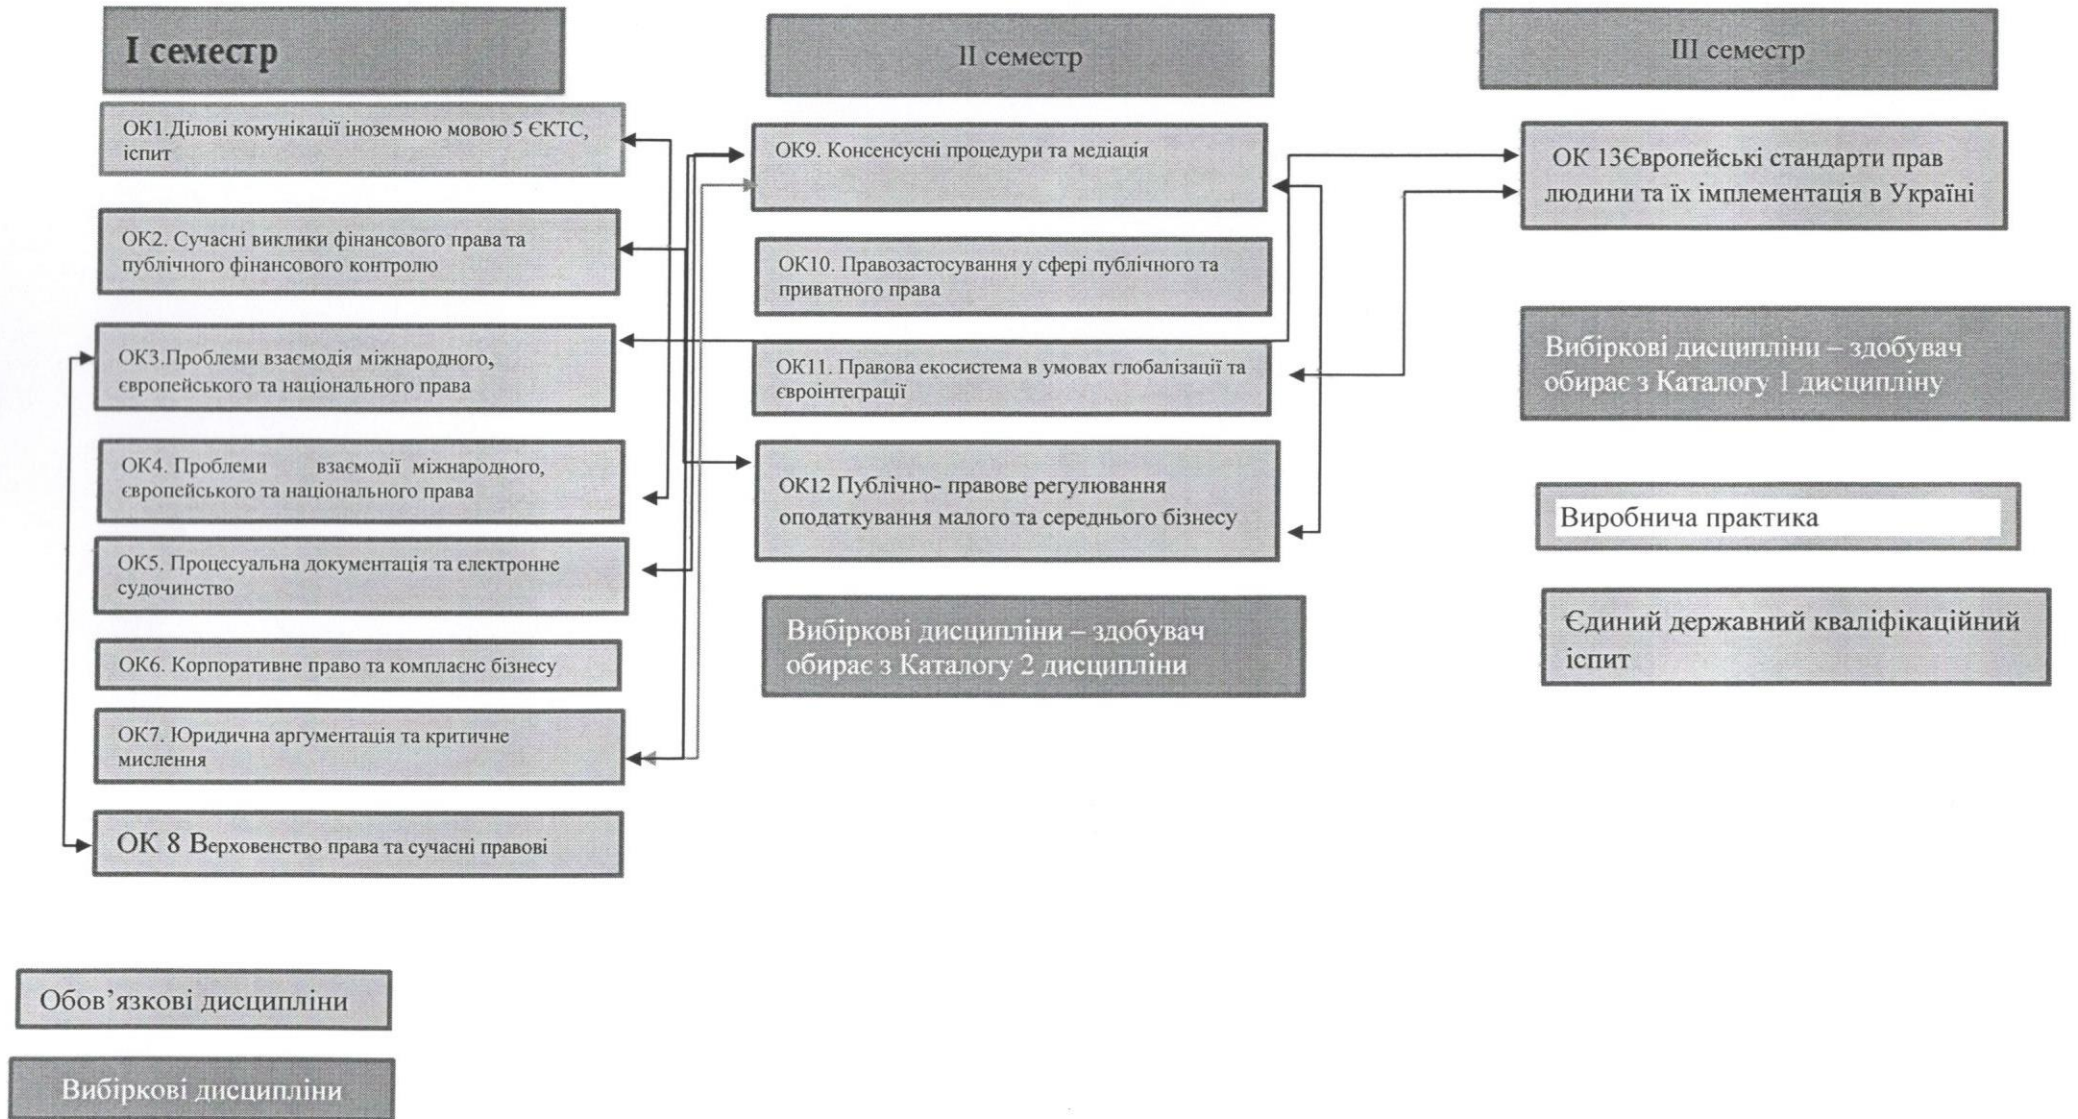 І семестр
ОК1.Ділові комунікації іноземною мовою 5 ЄКТС,
іспит
ОК2. Сучасні виклики фінансового права та
публічного фінансового контролю
ОК3.Проблеми взаємодія міжнародного,
європейського та національного права
ОК4. Проблеми взаємодії міжнародного,
європейського та національного права
ОК5. Процесуальна документація та електронне
судочинство
ОК6. Корпоративне право та комплаєнс бізнесу
ОК7. Юридична аргументація та критичне
мислення
ОК 8 Верховенство права та сучасні правові
ІІ семестр
ОК9. Консенсусні процедури та медіація
ОК10. Правозастосування у сфері публічного та
приватного права
ОК11. Правова екосистема в умовах глобалізації та
євроінтеграції
ОК12 Публічно- правове регулювання
оподаткування малого та середнього бізнесу
Вибіркові дисципліни – здобувач
обирає з Каталогу 2 дисципліни
ІІІ семестр
ОК 13Європейські стандарти прав
людини та їх імплементація в Україні
Вибіркові дисципліни – здобувач
обирає з Каталогу 1 дисципліну
Виробнича практика
Єдиний державний кваліфікаційний
іспит
Обов’язкові дисципліни
Вибіркові дисципліни